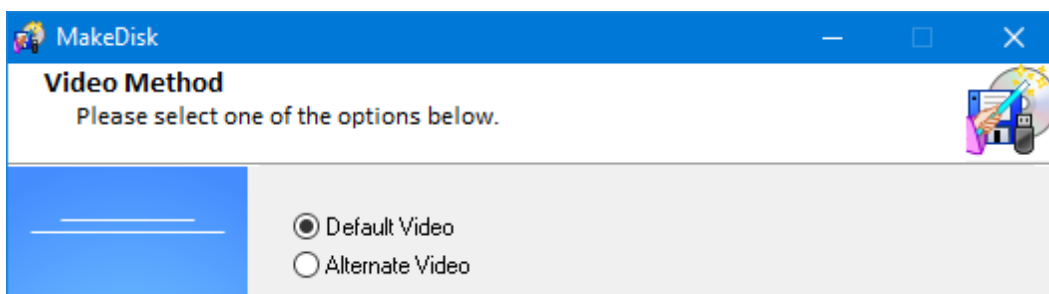 MakeDisk
Video Method
Please select one of the options below.
Default Video
Alternate Video